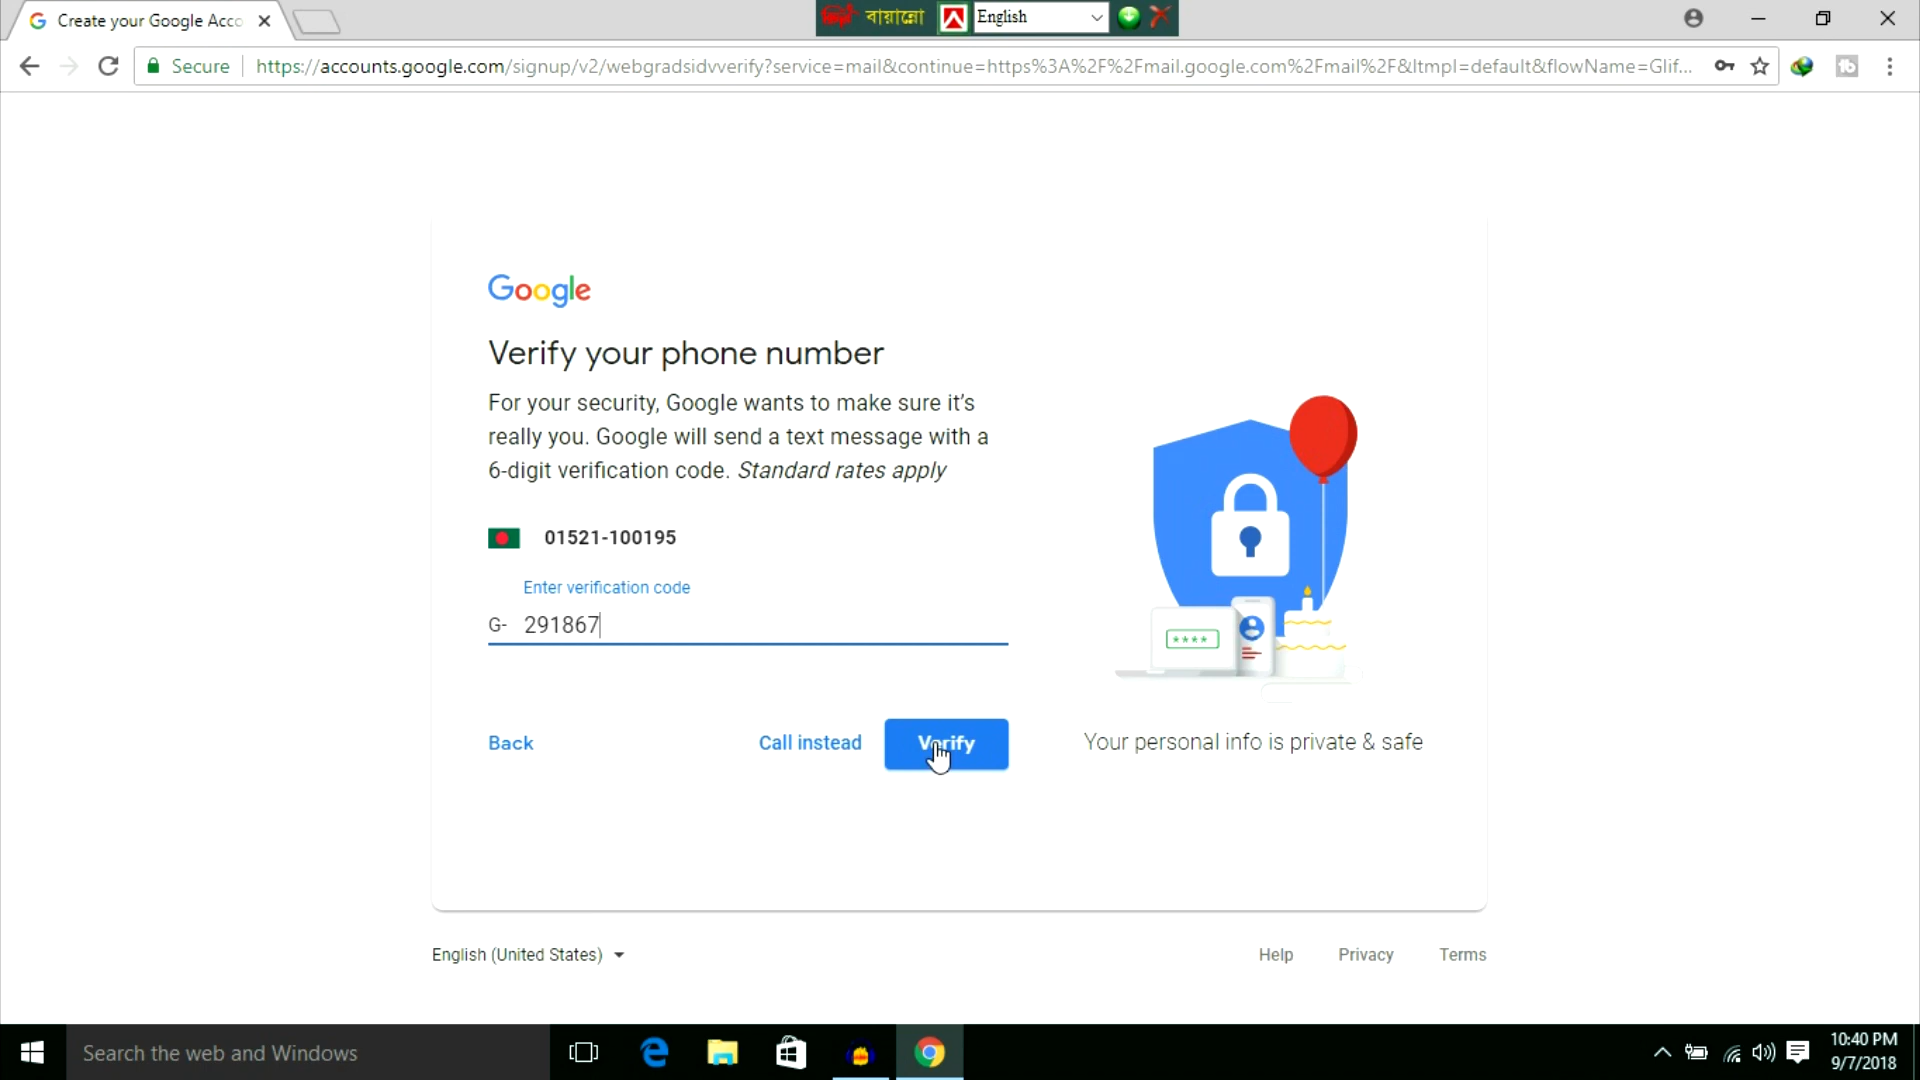 Create your Google Acco
বায়ান্নো
English
Secure
https://accounts.google.com/signup/v2/webgradsidvverify?service=mail&continue=https%3A%2F%2Fmail.google.com%2Fmail%2F&ltmpl=default&flowName=Glif...
Google
Verify your phone number
For your security, Google wants to make sure it's
really you. Google will send a text message with a
6-digit verification code. Standard rates apply
01521-100195
Enter verification code
G- 291867
****
Back
Call instead
Verify
Your personal info is private & safe
English (United States)
Help
Privacy
Terms
Search the web and Windows
10:40 PM
9/7/2018